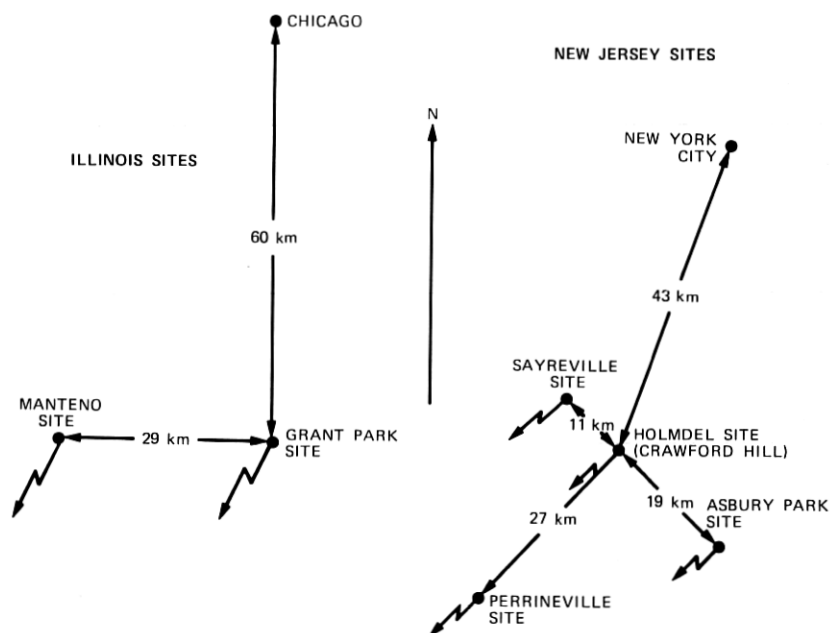 CHICAGO
NEW JERSEY SITES
N
NEW YORK
CITY
ILLINOIS SITES
60 km
43 km
SAYREVILLE
SITE
MANTENO
SITE
29 km
GRANT PARK
SITE
11 km
HOLMDEL SITE
(CRAWFORD HILL)
19 km
ASBURY PARK
SITE
27 km
PERRINEVILLE
SITE